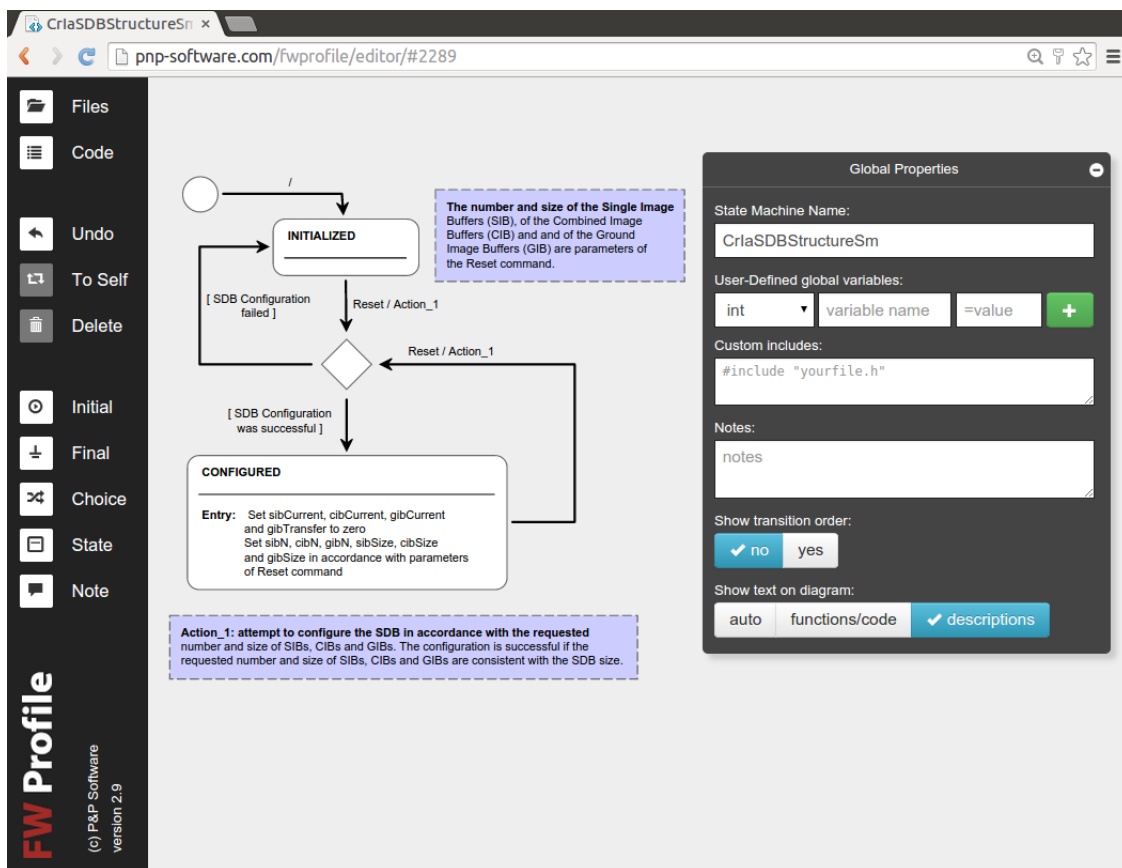 CrIaSDBStructureSm ×
pnp-software.com/fwprofile/editor/#2289
Files
Code
Undo
To Self
Delete
Initial
Final
Choice
State
Note
FW Profile
(c) P&P Software
version 2.9
/
INITIALIZED
The number and size of the Single Image
Buffers (SIB), of the Combined Image
Buffers (CIB) and and of the Ground
Image Buffers (GIB) are parameters of
the Reset command.
[ SDB Configuration
failed ]
Reset / Action_1
Reset / Action_1
[ SDB Configuration
was successful ]
CONFIGURED
Entry: Set sibCurrent, cibCurrent, gibCurrent
and gibTransfer to zero
Set sibN, cibN, gibN, sibSize, cibSize
and gibSize in accordance with parameters
of Reset command
Action_1: attempt to configure the SDB in accordance with the requested
number and size of SIBs, CIBs and GIBs. The configuration is successful if the
requested number and size of SIBs, CIBs and GIBs are consistent with the SDB size.
Global Properties
State Machine Name:
CrIaSDBStructureSm
User-Defined global variables:
int variable name =value +
Custom includes:
#include "yourfile.h"
Notes:
notes
Show transition order:
no yes
Show text on diagram:
auto functions/code descriptions